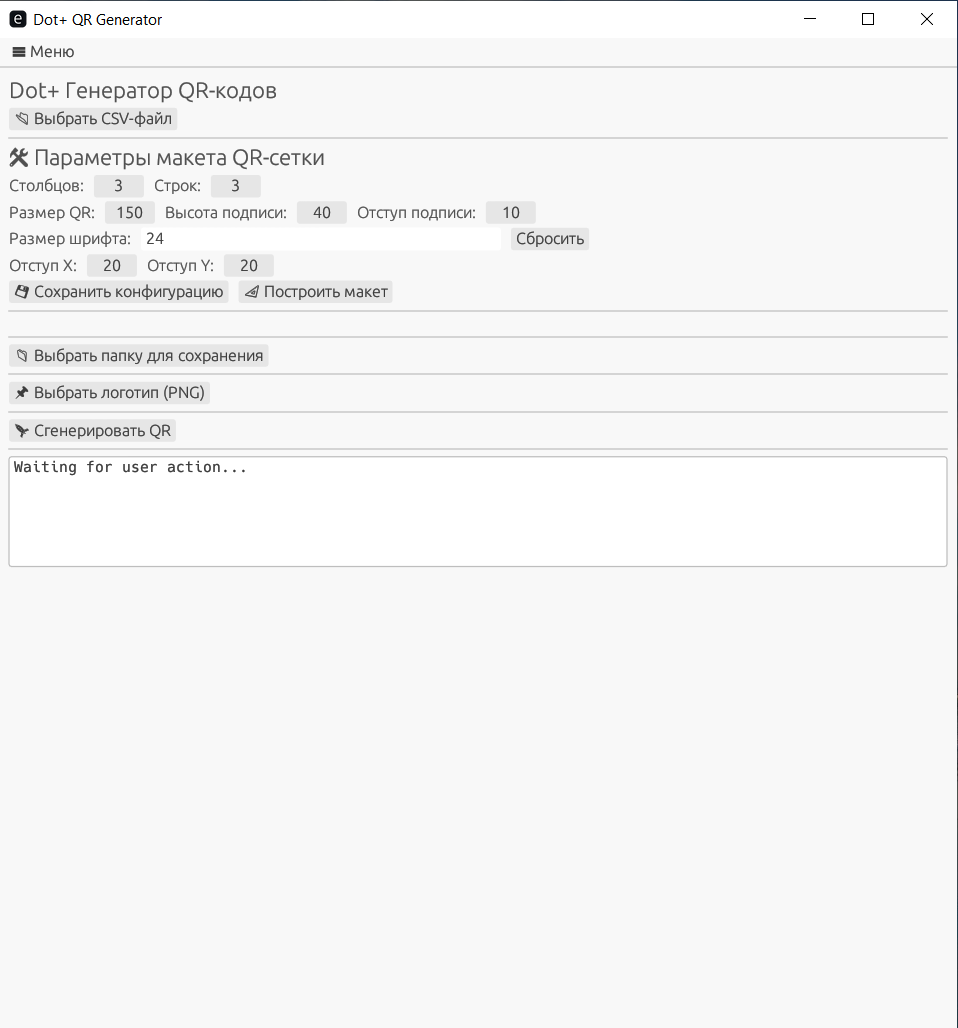 e Dot+ QR Generator
Меню
Dot+ Генератор QR-кодов
Выбрать CSV-файл
Параметры макета QR-сетки
Столбцов: 3 Строк: 3
Размер QR: 150 Высота подписи: 40 Отступ подписи: 10
Размер шрифта: 24 Сбросить
Отступ X: 20 Отступ Y: 20
Сохранить конфигурацию Построить макет
Выбрать папку для сохранения
Выбрать логотип (PNG)
Сгенерировать QR
Waiting for user action...